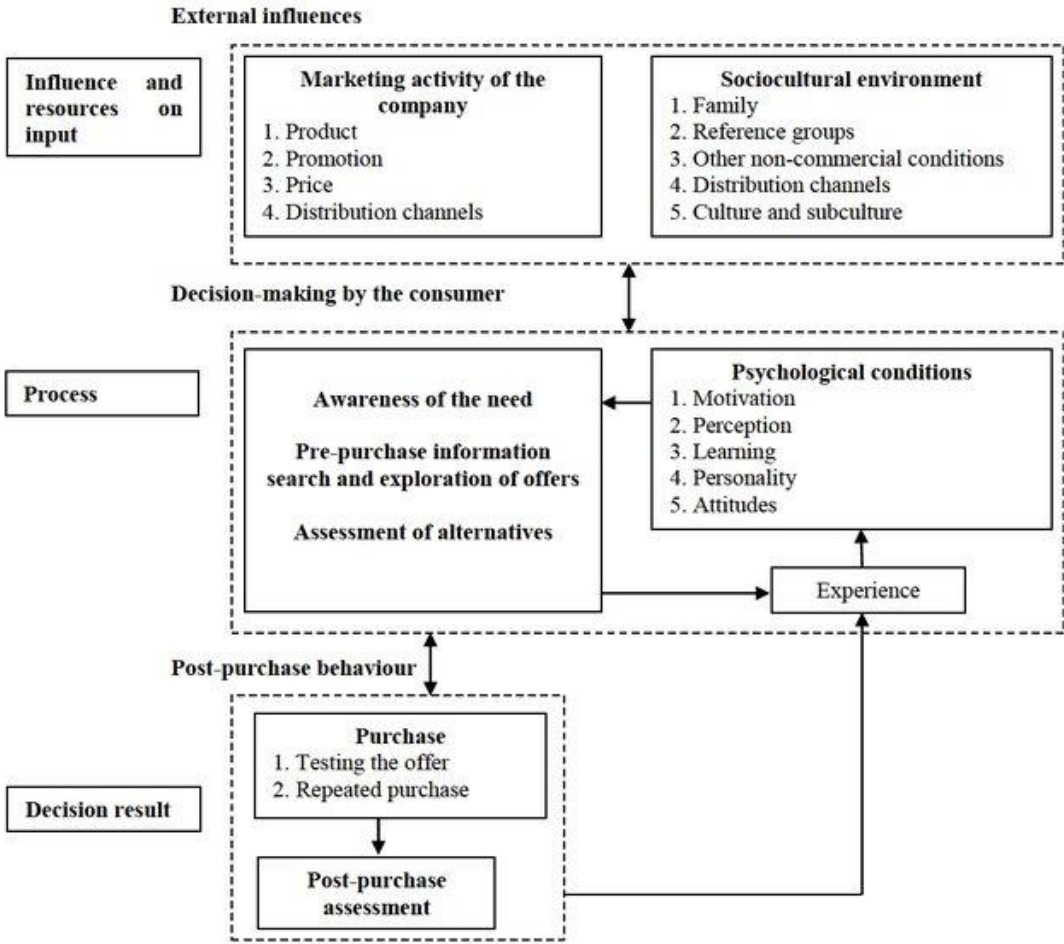 External influences
Influence and
resources on
input
Marketing activity of the
company
1. Product
2. Promotion
3. Price
4. Distribution channels
Sociocultural environment
1. Family
2. Reference groups
3. Other non-commercial conditions
4. Distribution channels
5. Culture and subculture
Decision-making by the consumer
Process
Awareness of the need
Pre-purchase information
search and exploration of offers
Assessment of alternatives
Psychological conditions
1. Motivation
2. Perception
3. Learning
4. Personality
5. Attitudes
Experience
Post-purchase behaviour
Decision result
Purchase
1. Testing the offer
2. Repeated purchase
Post-purchase
assessment